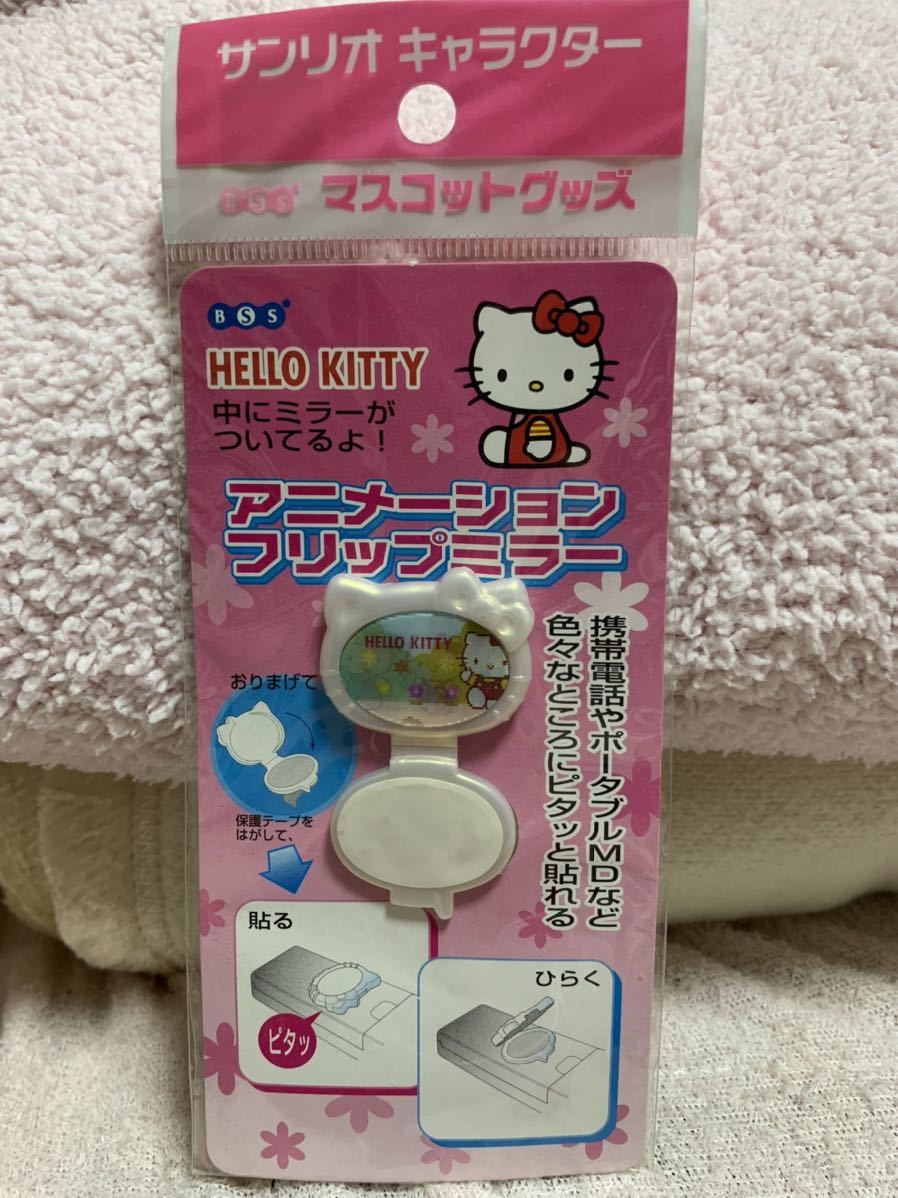 サンリオ キャラクター
BSS マスコットグッズ
BSS
HELLO KITTY
中にミラーが
ついてるよ！
アニメーション
フリップミラー
HELLO KITTY
携帯電話やポータブルMDなど
色々なところにピタッと貼れる
おりまげて
保護テープを
はがして、
貼る
ピタッ
ひらく